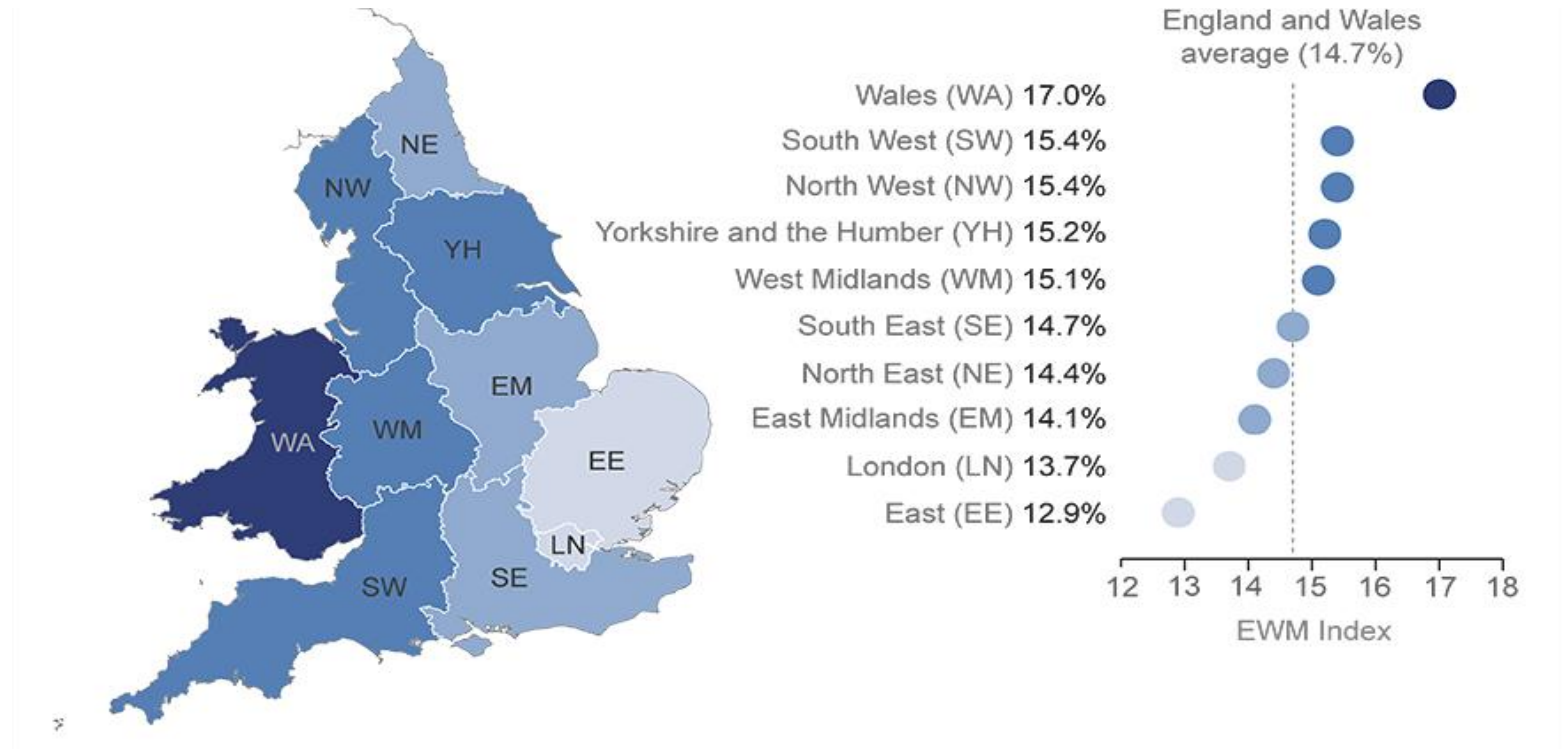 England and Wales
average (14.7%)
Wales (WA) 17.0%
South West (SW) 15.4%
North West (NW) 15.4%
Yorkshire and the Humber (YH) 15.2%
West Midlands (WM) 15.1%
South East (SE) 14.7%
North East (NE) 14.4%
East Midlands (EM) 14.1%
London (LN) 13.7%
East (EE) 12.9%
12 13 14 15 16 17 18
EWM Index
NE
NW
YH
EM
WM
WA
EE
LN
SE
SW